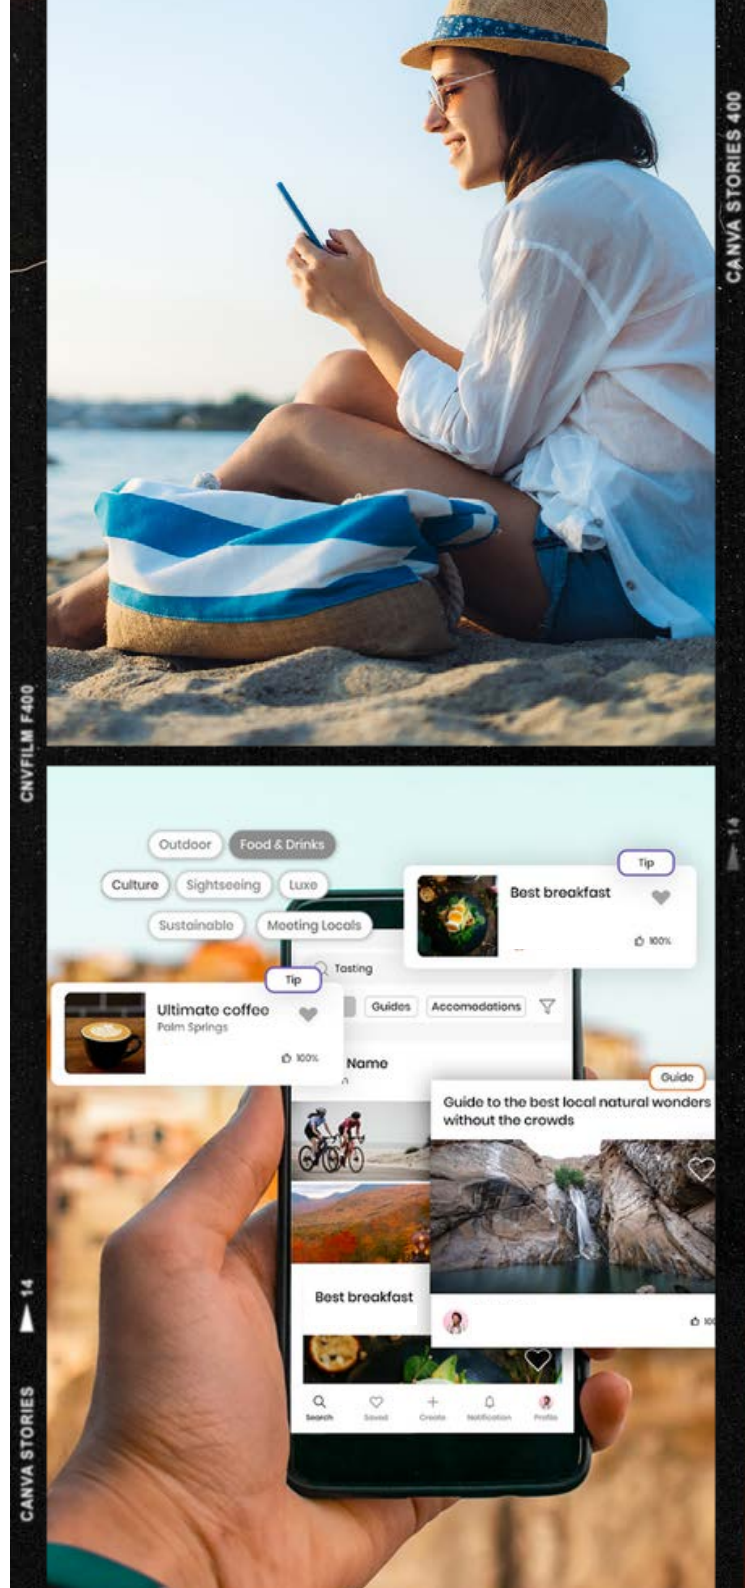 CANVA STORIES 400
CNVFILM F400
14
14
CANVA STORIES
Outdoor
Food & Drinks
Culture
Sightseeing
Luxe
Sustainable
Meeting Locals
Tip
Best breakfast
100%
Tasting
Tip
Ultimate coffee
Palm Springs
100%
Guides
Accomodations
Name
Guide
Guide to the best local natural wonders
without the crowds
Best breakfast
Search
Saved
Create
Notification
Profile